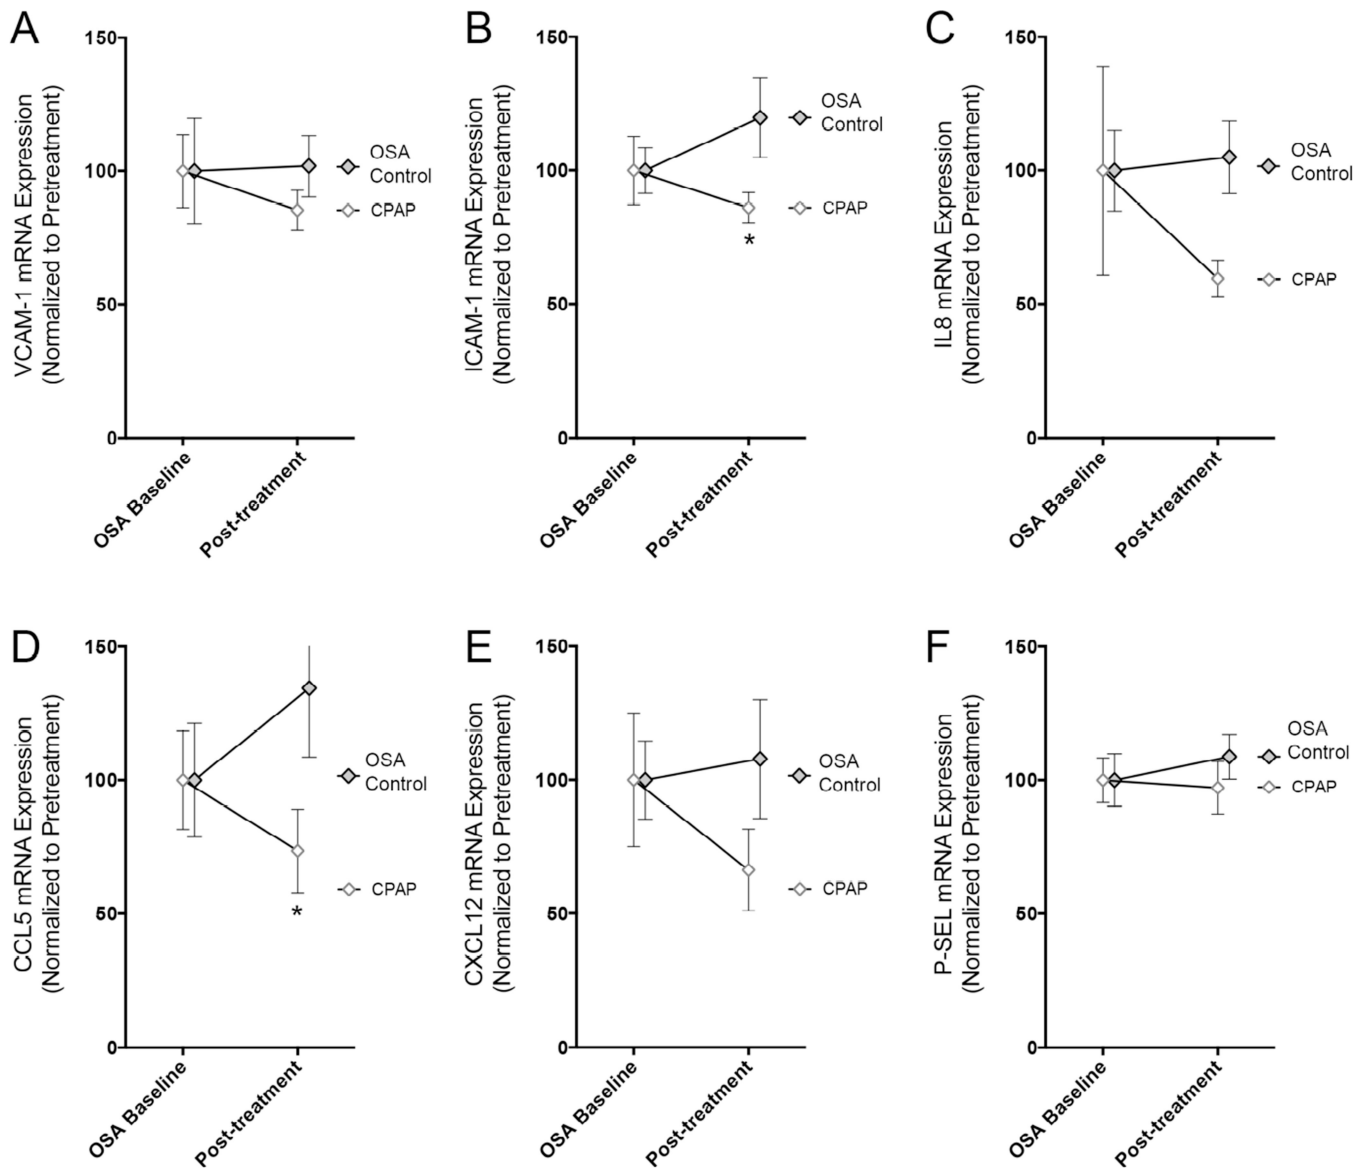 A
VCAM-1 mRNA Expression
(Normalized to Pretreatment)
150
100
50
0
OSA
Control
CPAP
OSA Baseline
Post-treatment
B
ICAM-1 mRNA Expression
(Normalized to Pretreatment)
150
100
50
0
*
OSA
Control
CPAP
OSA Baseline
Post-treatment
C
IL8 mRNA Expression
(Normalized to Pretreatment)
150
100
50
0
OSA
Control
CPAP
OSA Baseline
Post-treatment
D
CCL5 mRNA Expression
(Normalized to Pretreatment)
150
100
50
0
*
OSA
Control
CPAP
OSA Baseline
Post-treatment
E
CXCL12 mRNA Expression
(Normalized to Pretreatment)
150
100
50
0
OSA
Control
CPAP
OSA Baseline
Post-treatment
F
P-SEL mRNA Expression
(Normalized to Pretreatment)
150
100
50
0
OSA
Control
CPAP
OSA Baseline
Post-treatment